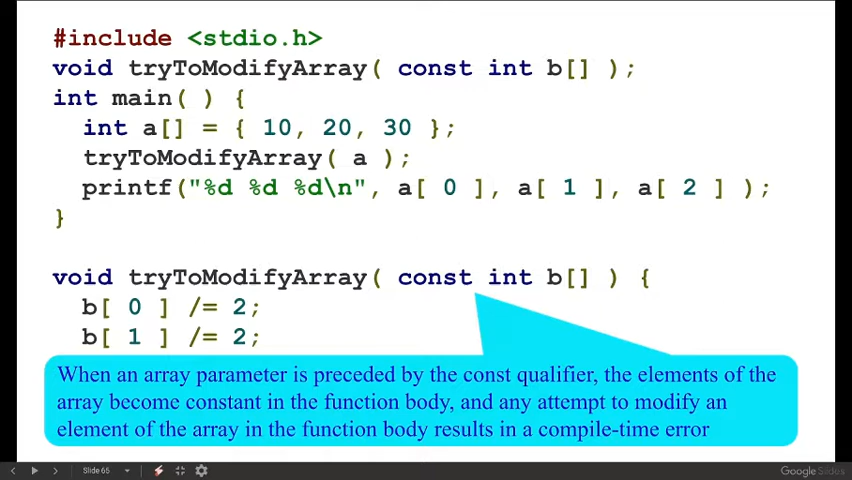 #include <stdio.h>
void tryToModifyArray( const int b[] );
int main( ) {
int a[] = { 10, 20, 30 };
tryToModifyArray( a );
printf("%d %d %d\n", a[ 0 ], a[ 1 ], a[ 2 ] );
}
void tryToModifyArray( const int b[] ) {
b[ 0 ] /= 2;
b[ 1 ] /= 2;
When an array parameter is preceded by the const qualifier, the elements of the
array become constant in the function body, and any attempt to modify an
element of the array in the function body results in a compile-time error
Slide 65
Google Slides